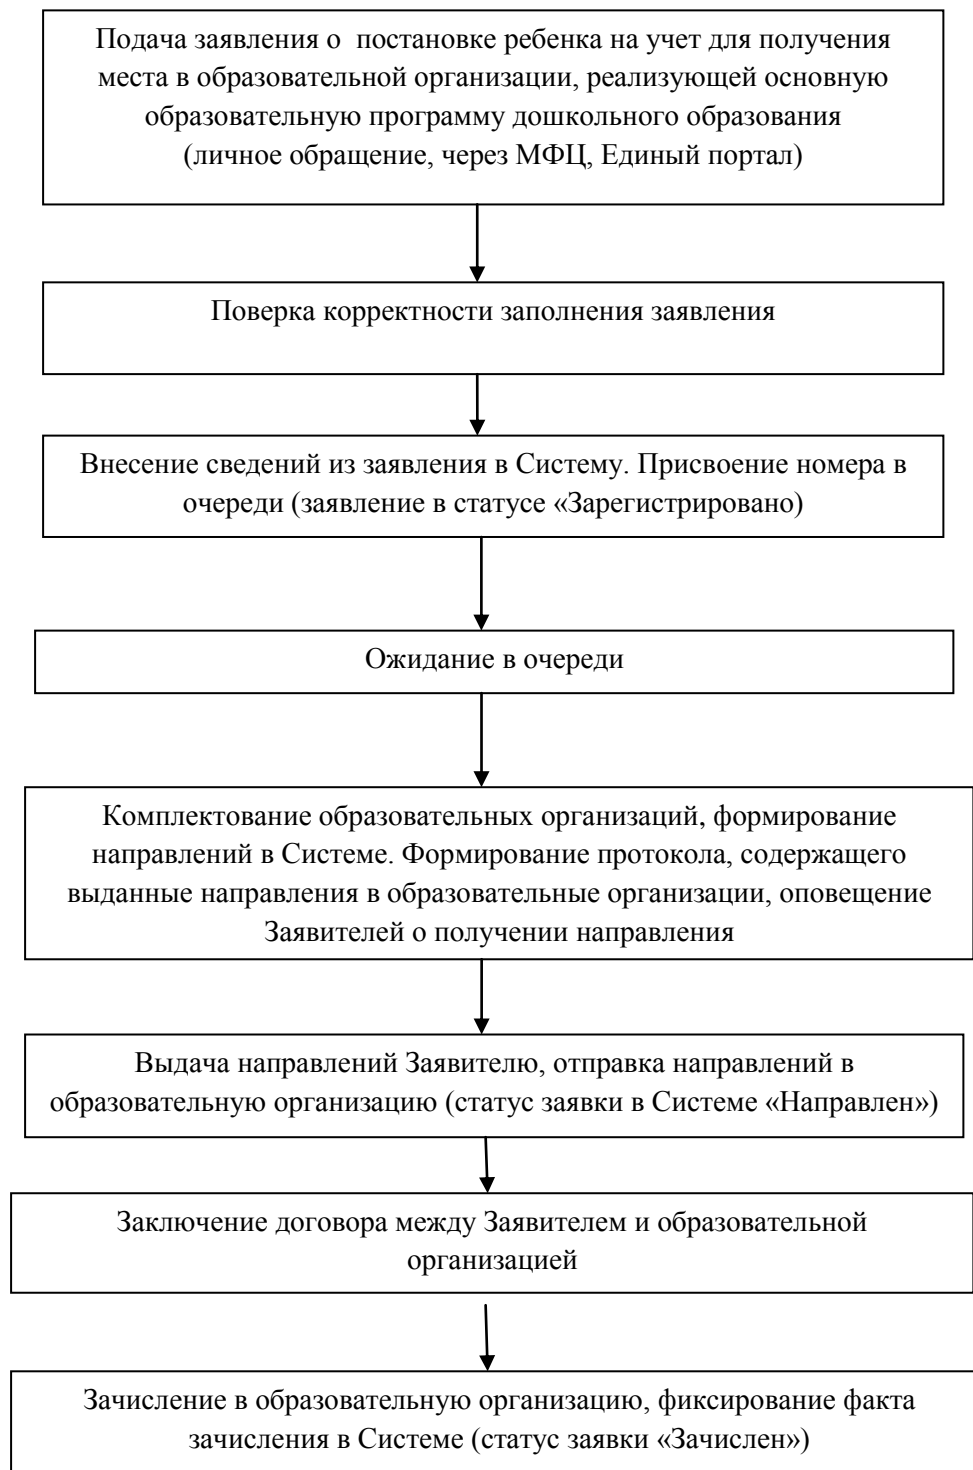 Подача заявления о  постановке ребенка на учет для получения
места в образовательной организации, реализующей основную
образовательную программу дошкольного образования
(личное обращение, через МФЦ, Единый портал)
Поверка корректности заполнения заявления
Внесение сведений из заявления в Систему. Присвоение номера в
очереди (заявление в статусе «Зарегистрировано)
Ожидание в очереди
Комплектование образовательных организаций, формирование
направлений в Системе. Формирование протокола, содержащего
выданные направления в образовательные организации, оповещение
Заявителей о получении направления
Выдача направлений Заявителю, отправка направлений в
образовательную организацию (статус заявки в Системе «Направлен»)
Заключение договора между Заявителем и образовательной
организацией
Зачисление в образовательную организацию, фиксирование факта
зачисления в Системе (статус заявки «Зачислен»)